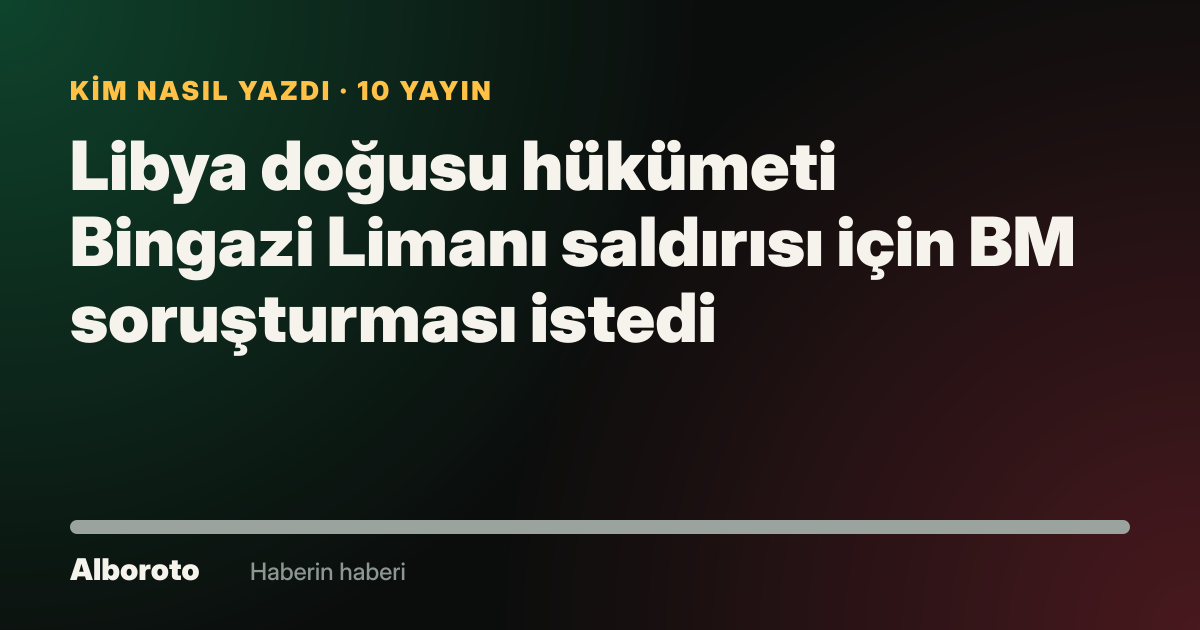 KİM NASIL YAZDI · 10 YAYIN
Libya doğusu hükümeti
Bingazi Limanı saldırısı için BM
soruşturması istedi
Alboroto
Haberin haberi